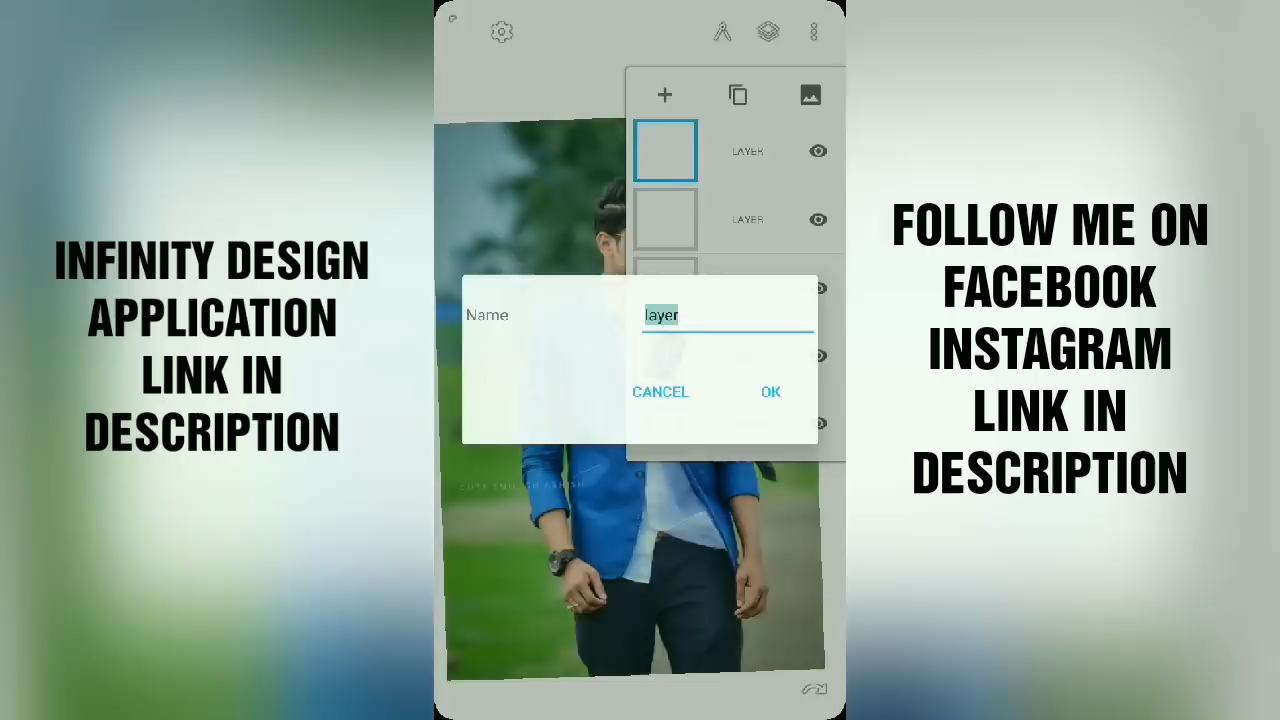 INFINITY DESIGN
APPLICATION
LINK IN
DESCRIPTION
LAYER
LAYER
Name
layer
CANCEL
OK
FOLLOW ME ON
FACEBOOK
INSTAGRAM
LINK IN
DESCRIPTION